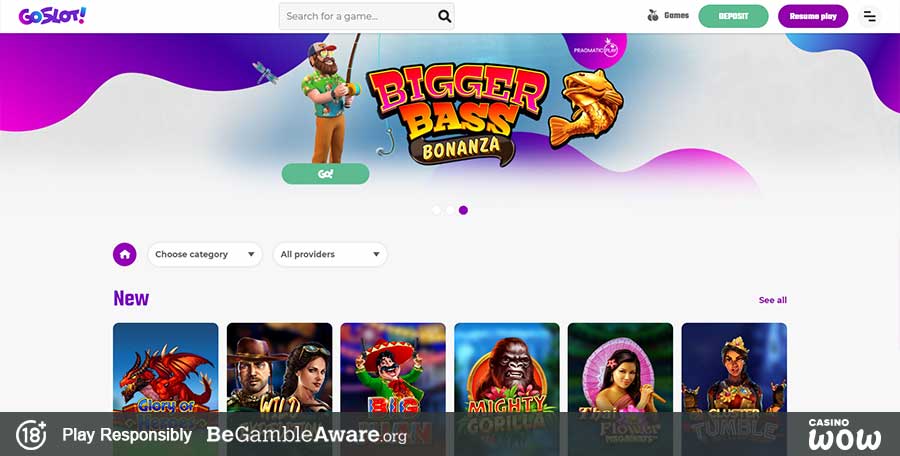 GOSLOT!
Search for a game...
Games
DEPOSIT
Resume play
PRAGMATIC PLAY
BIGGER
BASS
BONANZA
GO!
Choose category
All providers
New
See all
Glory of
WILD
BIG
MIGHTY
GORILLA
Thai
Flower
MEGAWAYS
CLUSTER
TUMBLE
18+
Play Responsibly
BeGambleAware.org
CASINO
wow